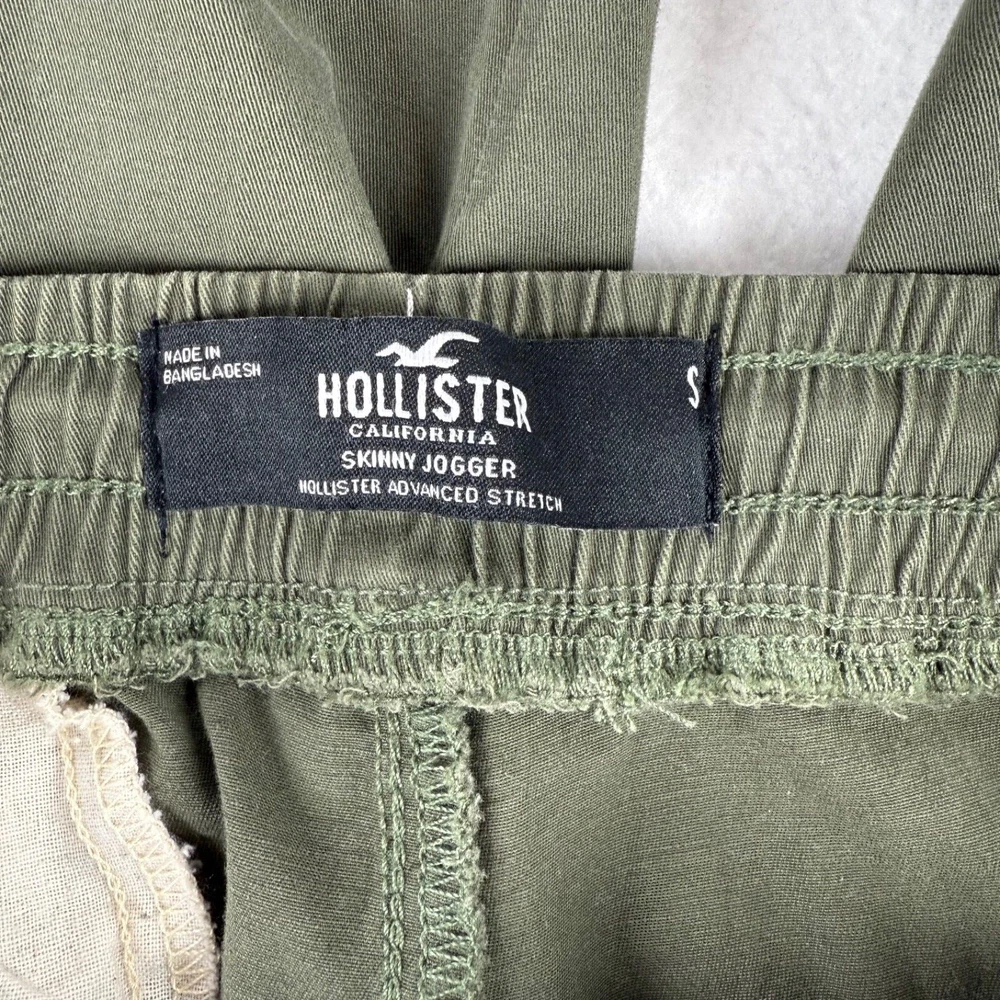 MADE IN
BANGLADESH
HOLLISTER
CALIFORNIA
SKINNY JOGGER
HOLLISTER ADVANCED STRETCH
S